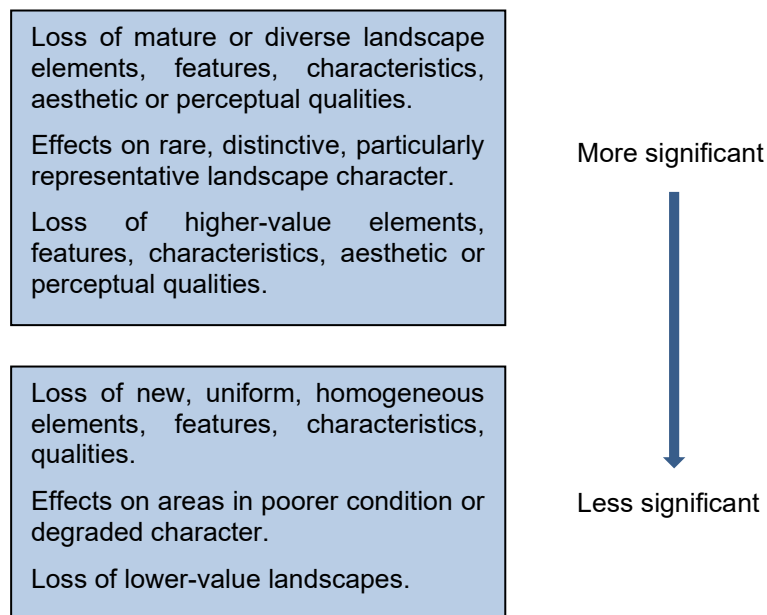 Loss of mature or diverse landscape
elements, features, characteristics,
aesthetic or perceptual qualities.
Effects on rare, distinctive, particularly
representative landscape character.
Loss of higher-value elements,
features, characteristics, aesthetic or
perceptual qualities.
More significant
Loss of new, uniform, homogeneous
elements, features, characteristics,
qualities.
Effects on areas in poorer condition or
degraded character.
Loss of lower-value landscapes.
Less significant